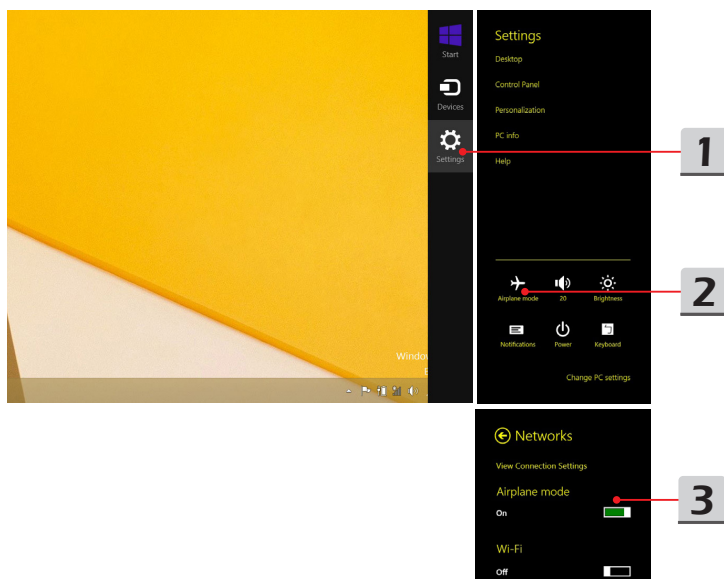 Start
Devices
Settings
Windo
Settings
Desktop
Control Panel
Personalization
PC info
Help
Airplane mode
20
Brightness
Notifications
Power
Keyboard
Change PC settings
1
2
Networks
View Connection Settings
Airplane mode
On
Wi-Fi
Off
3